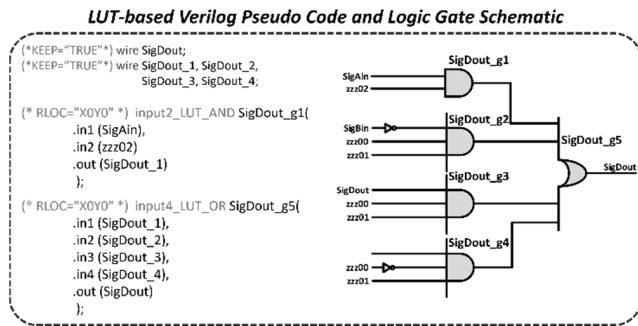 LUT-based Verilog Pseudo Code and Logic Gate Schematic
(*KEEP="TRUE"*) wire SigDout;
(*KEEP="TRUE"*) wire SigDout_1, SigDout_2,
SigDout_3, SigDout_4;
(* RLOC="X0Y0" *) input2_LUT_AND SigDout_g1(
.in1 (SigAin),
.in2 (zzz02)
.out (SigDout_1)
);
(* RLOC="X0Y0" *) input4_LUT_OR SigDout_g5(
.in1 (SigDout_1),
.in2 (SigDout_2),
.in3 (SigDout_3),
.in4 (SigDout_4),
.out (SigDout)
);
SigDout_g1
SigAin
zzz02
SigDout_g2
SigBin
zzz00
zzz01
SigDout_g5
SigDout
SigDout_g3
SigDout
zzz00
zzz01
SigDout_g4
zzz00
zzz01